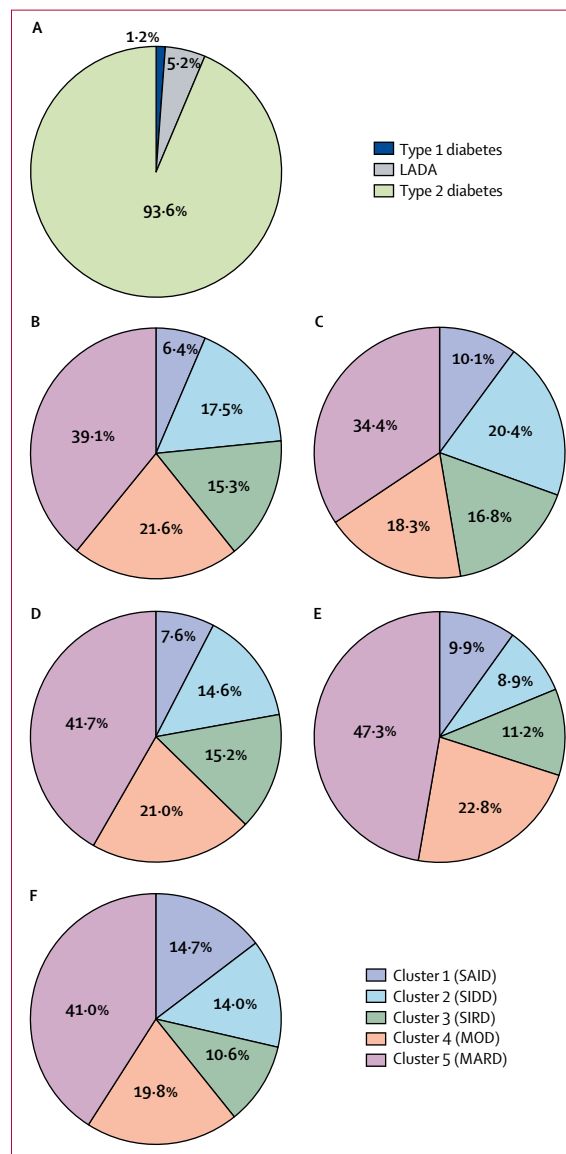 A
1·2%
5·2%
93·6%
Type 1 diabetes
LADA
Type 2 diabetes
B
6·4%
17·5%
15·3%
21·6%
39·1%
C
10·1%
20·4%
16·8%
18·3%
34·4%
D
7·6%
14·6%
15·2%
21·0%
41·7%
E
9·9%
8·9%
11·2%
22·8%
47·3%
F
14·7%
14·0%
10·6%
19·8%
41·0%
Cluster 1 (SAID)
Cluster 2 (SIDD)
Cluster 3 (SIRD)
Cluster 4 (MOD)
Cluster 5 (MARD)